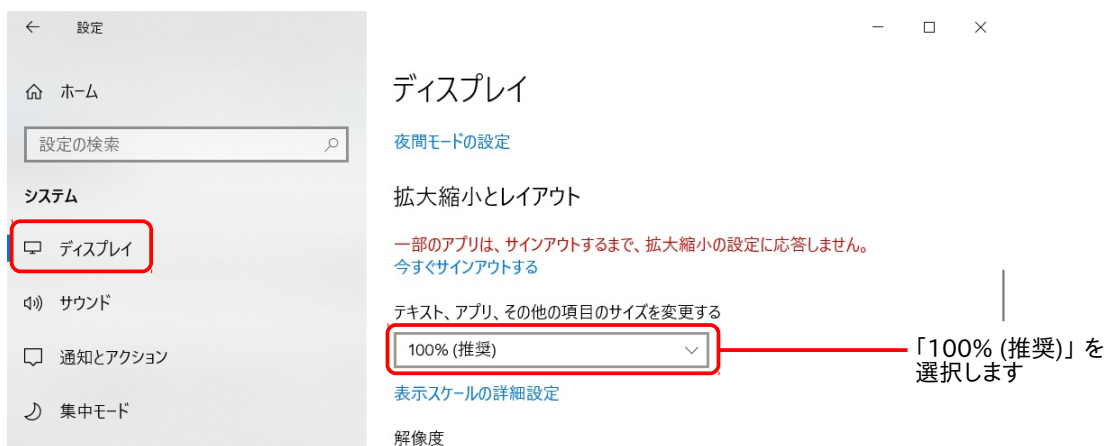 設定
ホーム
設定の検索
システム
ディスプレイ
サウンド
通知とアクション
集中モード
ディスプレイ
夜間モードの設定
拡大縮小とレイアウト
一部のアプリは、サインアウトするまで、拡大縮小の設定に応答しません。
今すぐサインアウトする
テキスト、アプリ、その他の項目のサイズを変更する
100% (推奨)
表示スケールの詳細設定
解像度
「100% (推奨)」を
選択します